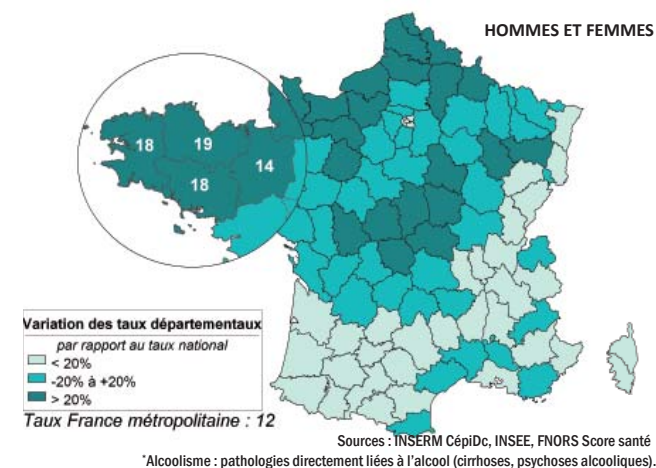 HOMMES ET FEMMES
18
19
14
18
Variation des taux départementaux
par rapport au taux national
< 20%
-20% à +20%
> 20%
Taux France métropolitaine : 12
Sources : INSERM CépiDc, INSEE, FNORS Score santé
*Alcoolisme : pathologies directement liées à l'alcool (cirrhoses, psychoses alcooliques).